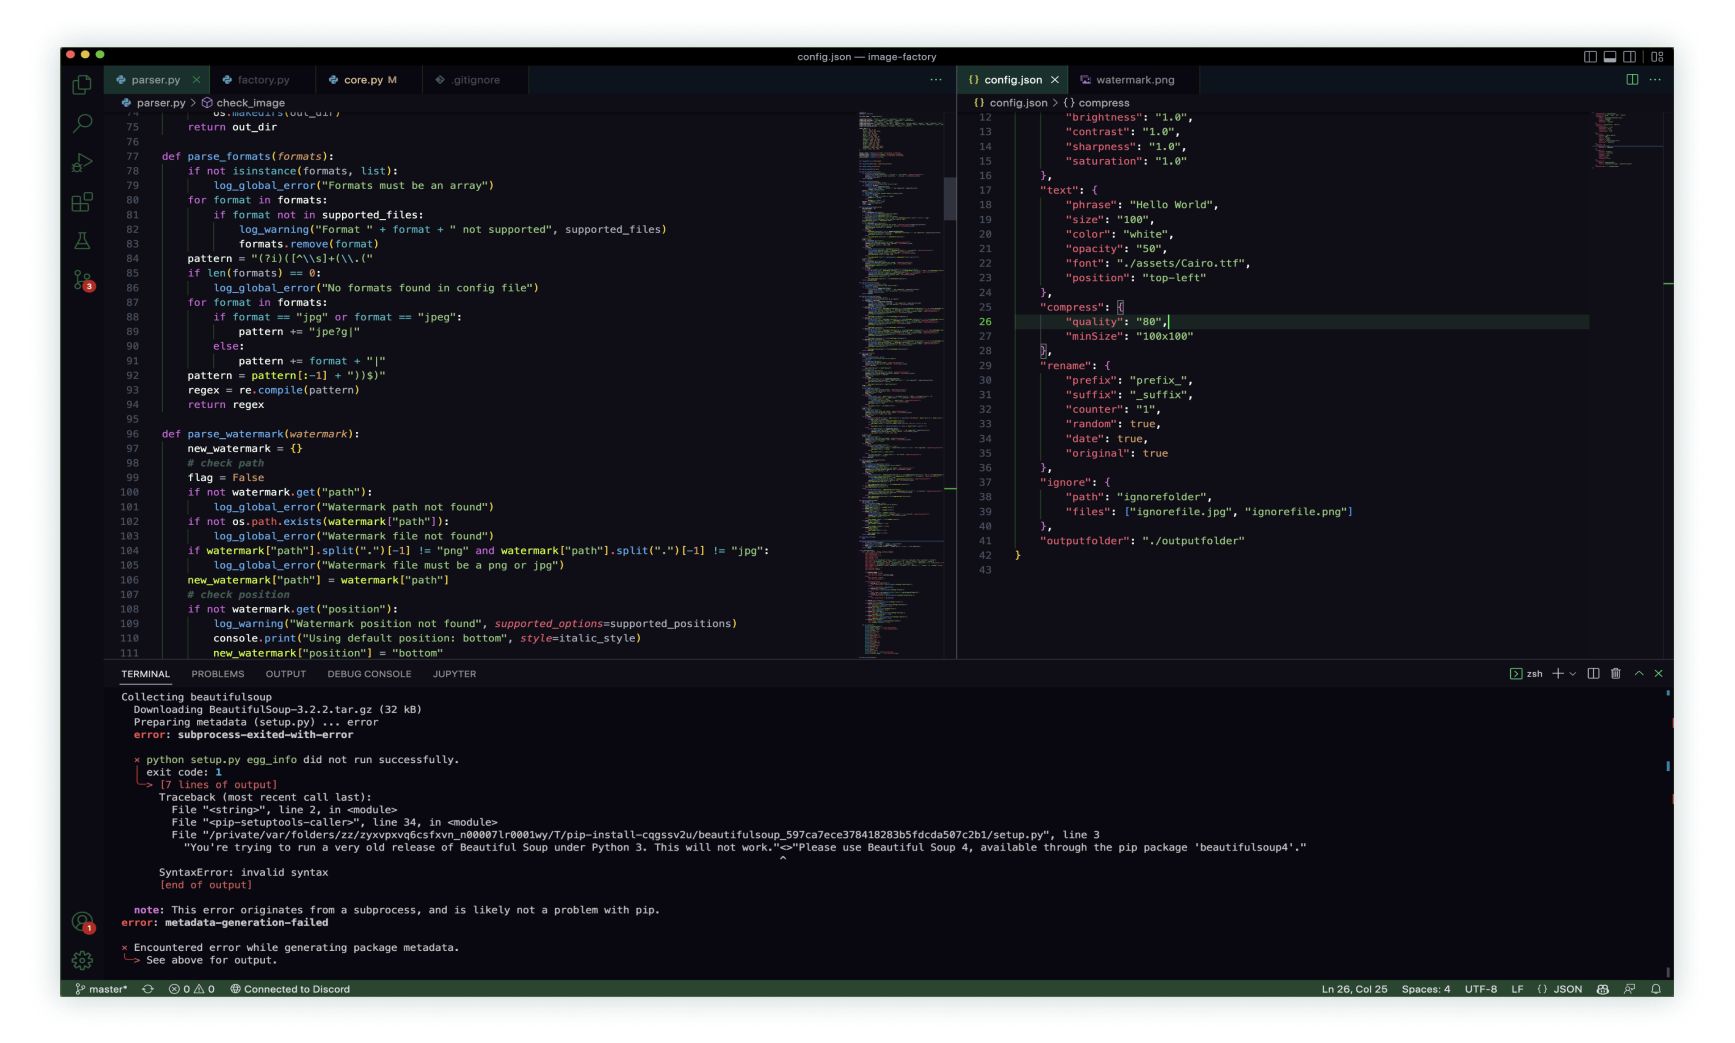 config.json — image-factory
parser.py
factory.py
core.py M
.gitignore
parser.py > check_image
74 os.makedirs(out_dir)
75 return out_dir
76
77 def parse_formats(formats):
78 if not isinstance(formats, list):
79 log_global_error("Formats must be an array")
80 for format in formats:
81 if format not in supported_files:
82 log_warning("Format " + format + " not supported", supported_files)
83 formats.remove(format)
84 pattern = "(?i)([^\\s]+(\\.("
85 if len(formats) == 0:
86 log_global_error("No formats found in config file")
87 for format in formats:
88 if format == "jpg" or format == "jpeg":
89 pattern += "jpe?g|"
90 else:
91 pattern += format + "|"
92 pattern = pattern[:-1] + "))$)"
93 regex = re.compile(pattern)
94 return regex
95
96 def parse_watermark(watermark):
97 new_watermark = {}
98 # check path
99 flag = False
100 if not watermark.get("path"):
101 log_global_error("Watermark path not found")
102 if not os.path.exists(watermark["path"]):
103 log_global_error("Watermark file not found")
104 if watermark["path"].split(".")[-1] != "png" and watermark["path"].split(".")[-1] != "jpg":
105 log_global_error("Watermark file must be a png or jpg")
106 new_watermark["path"] = watermark["path"]
107 # check position
108 if not watermark.get("position"):
109 log_warning("Watermark position not found", supported_options=supported_positions)
110 console.print("Using default position: bottom", style=italic_style)
111 new_watermark["position"] = "bottom"
{} config.json
watermark.png
{} config.json > {} compress
12 "brightness": "1.0",
13 "contrast": "1.0",
14 "sharpness": "1.0",
15 "saturation": "1.0"
16 },
17 "text": {
18 "phrase": "Hello World",
19 "size": "100",
20 "color": "white",
21 "opacity": "50",
22 "font": "./assets/Cairo.ttf",
23 "position": "top-left"
24 },
25 "compress": {
26 "quality": "80",
27 "minSize": "100x100"
28 },
29 "rename": {
30 "prefix": "prefix_",
31 "suffix": "_suffix",
32 "counter": "1",
33 "random": true,
34 "date": true,
35 "original": true
36 },
37 "ignore": {
38 "path": "ignorefolder",
39 "files": ["ignorefile.jpg", "ignorefile.png"]
40 },
41 "outputfolder": "./outputfolder"
42 }
43
3
TERMINAL PROBLEMS OUTPUT DEBUG CONSOLE JUPYTER
zsh
Collecting beautifulsoup
Downloading BeautifulSoup-3.2.2.tar.gz (32 kB)
Preparing metadata (setup.py) ... error
error: subprocess-exited-with-error
× python setup.py egg_info did not run successfully.
│ exit code: 1
╰─> [7 lines of output]
Traceback (most recent call last):
File "<string>", line 2, in <module>
File "<pip-setuptools-caller>", line 34, in <module>
File "/private/var/folders/zz/zyxvpxvq6csfxvn_n00007lr0001wy/T/pip-install-cqgssv2u/beautifulsoup_597ca7ece378418283b5fdcda507c2b1/setup.py", line 3
"You're trying to run a very old release of Beautiful Soup under Python 3. This will not work."<>"Please use Beautiful Soup 4, available through the pip package 'beautifulsoup4'."
^
SyntaxError: invalid syntax
[end of output]
note: This error originates from a subprocess, and is likely not a problem with pip.
error: metadata-generation-failed
× Encountered error while generating package metadata.
╰─> See above for output.
1
master* 0 0 Connected to Discord
Ln 26, Col 25 Spaces: 4 UTF-8 LF {} JSON